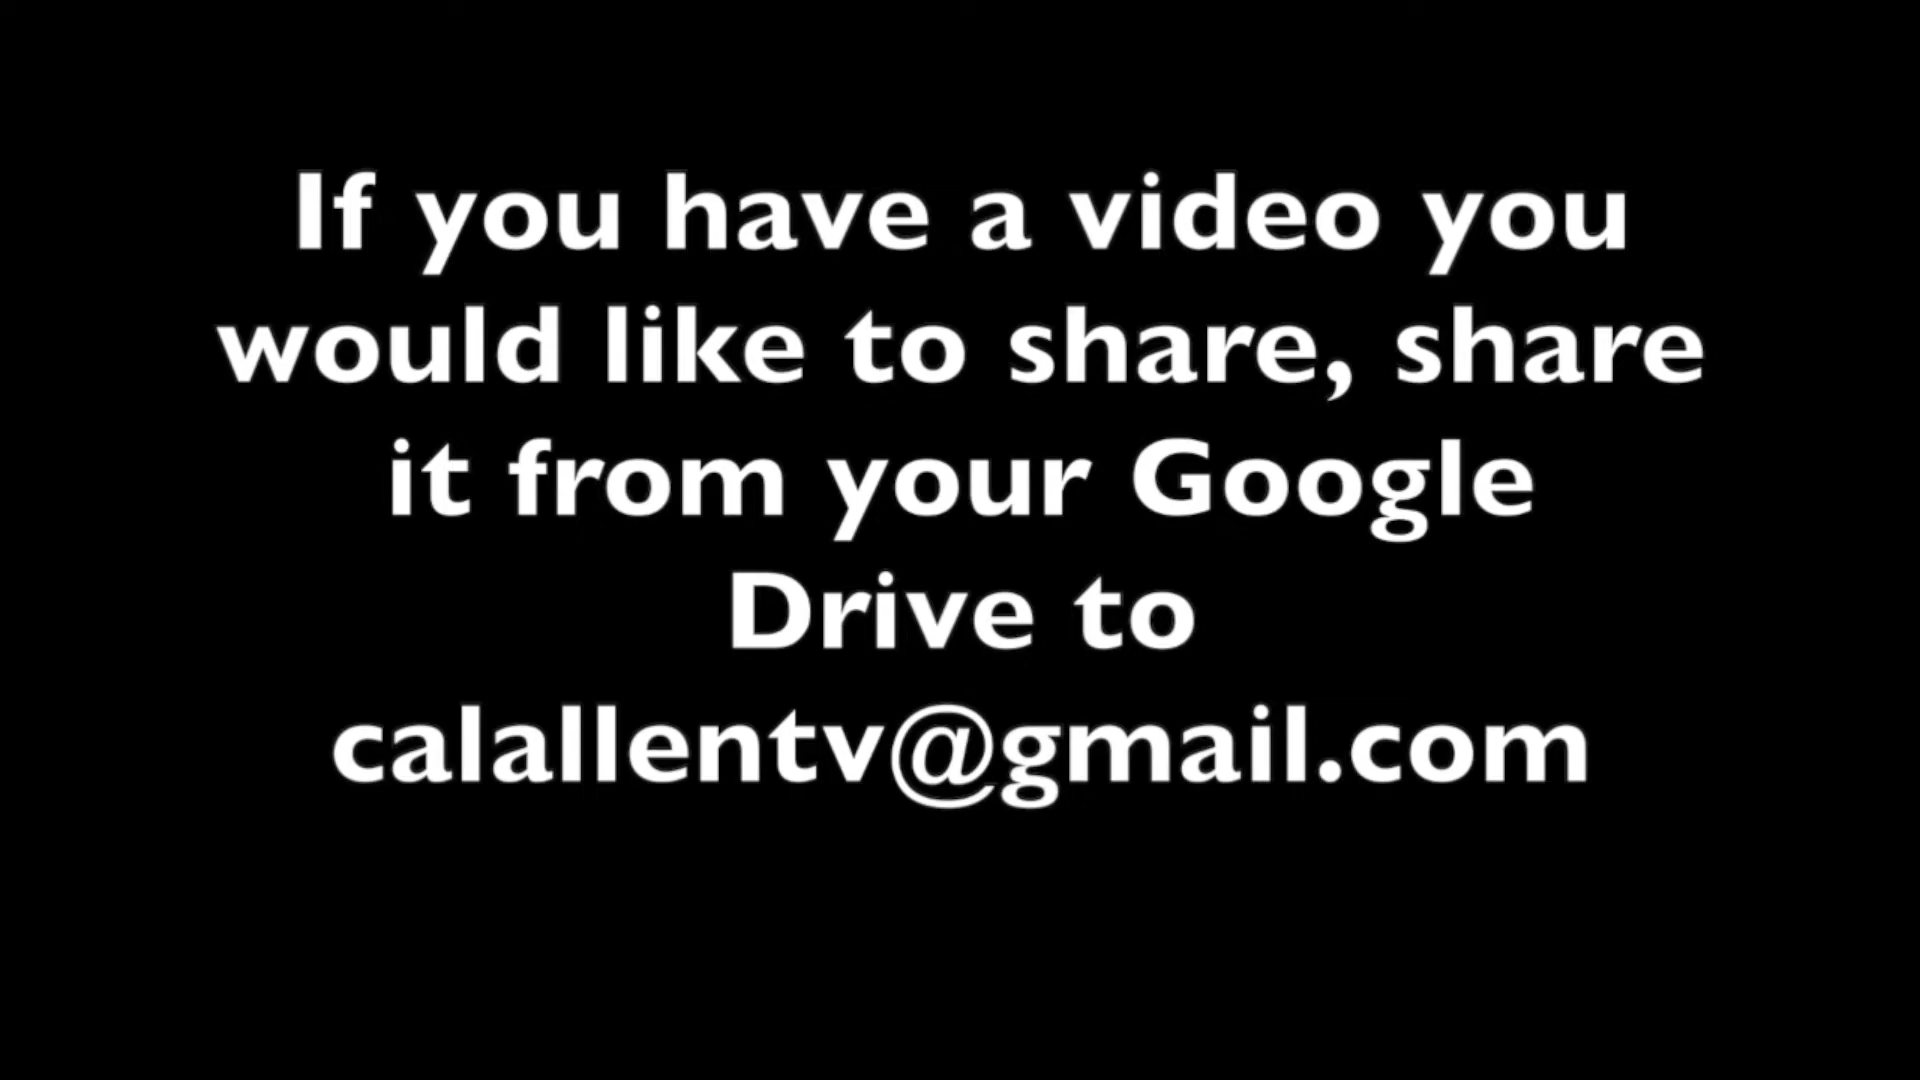 If you have a video you
would like to share, share
it from your Google
Drive to
calallentv@gmail.com